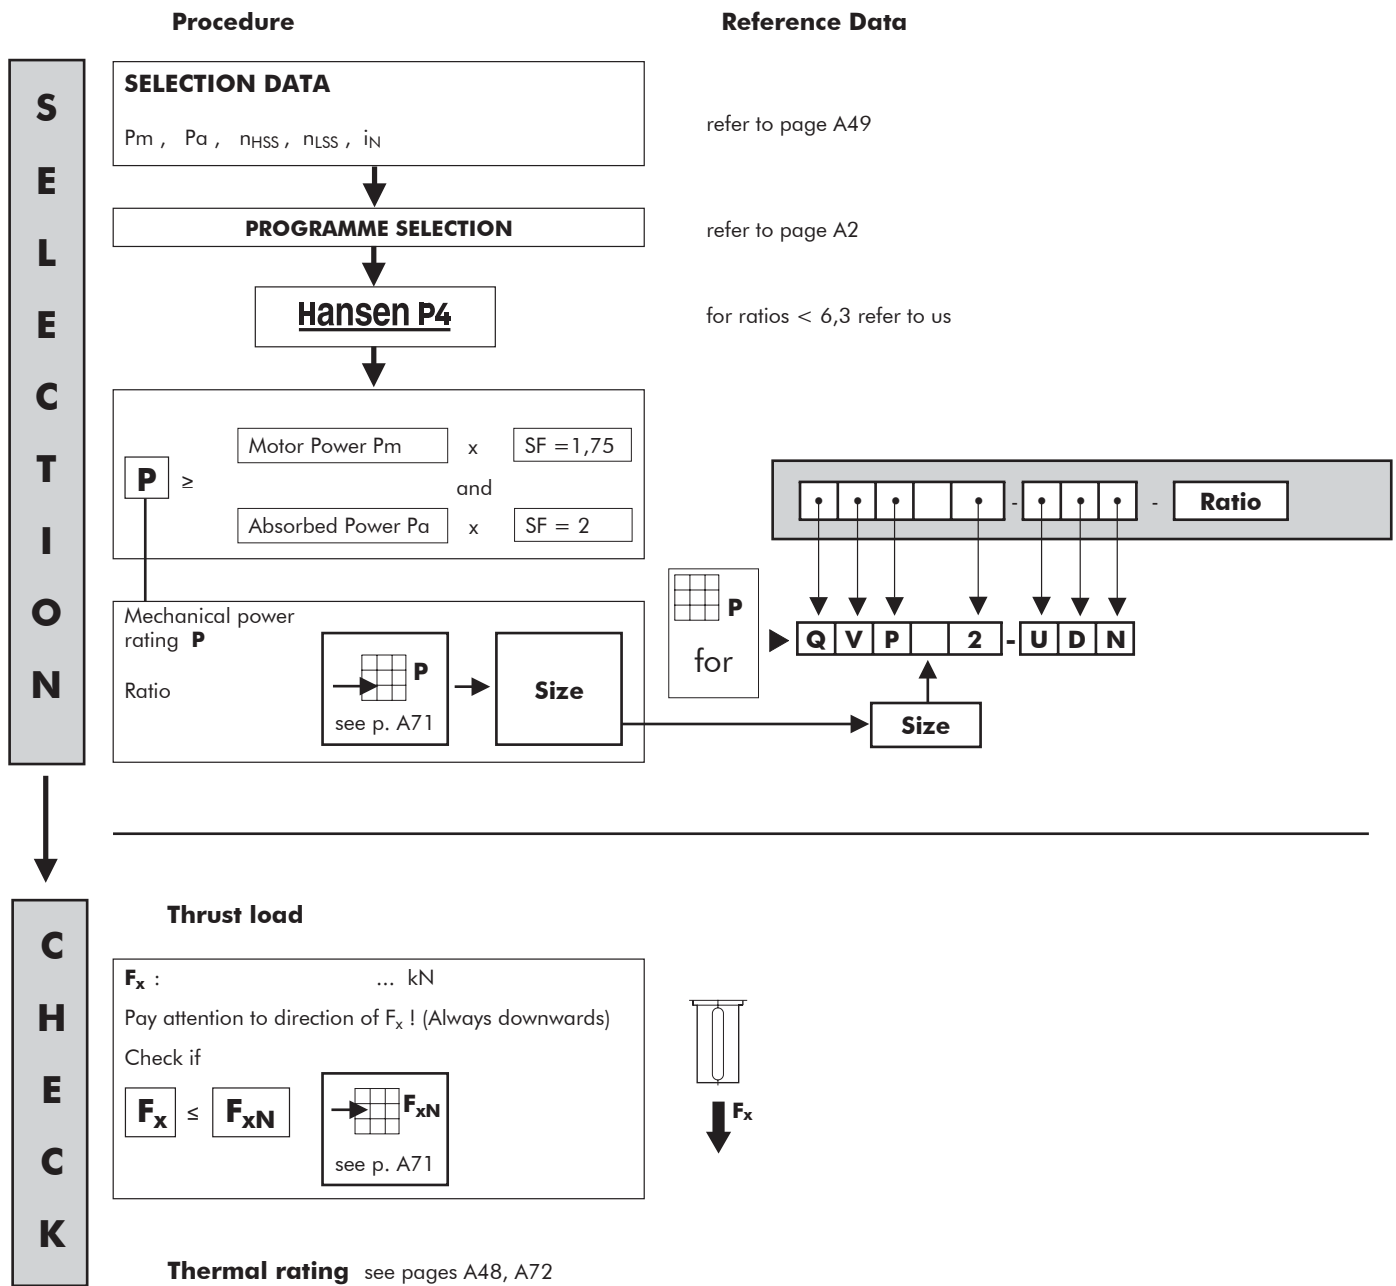 Procedure
Reference Data
SELECTION
SELECTION DATA
Pm , Pa , nHSS , nLSS , iN
refer to page A49
PROGRAMME SELECTION
refer to page A2
Hansen P4
for ratios < 6,3 refer to us
P ≥
Motor Power Pm x SF =1,75
and
Absorbed Power Pa x SF = 2
- - Ratio
Mechanical power
rating P
Ratio
P
see p. A71
Size
P
for
Q V P 2 - U D N
Size
CHECK
Thrust load
Fx : ... kN
Pay attention to direction of Fx ! (Always downwards)
Check if
Fx ≤ FxN
FxN
see p. A71
Fx
Thermal rating see pages A48, A72